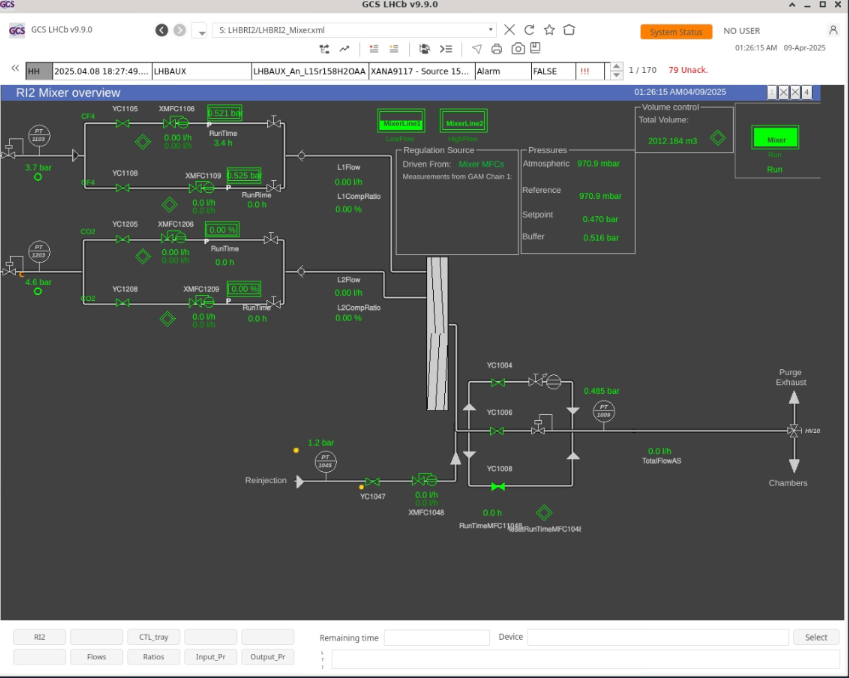 GCS
GCS LHCb v9.9.0
GCS GCS LHCb v9.9.0
S: LHBRI2/LHBRI2_Mixer.xml
System Status
NO USER
01:26:15 AM 09-Apr-2025
HH 2025.04.08 18:27:49.... LHBAUX LHBAUX_An_L1Sr158H2OAA XANA9117 - Source 15... Alarm FALSE !!! 1 / 170 79 Unack.
RI2 Mixer overview
01:26:15 AM04/09/2025
4
CF4
YC1105
XMFC1106
0.521 bar
P
RunTime
3.4 h
0.00 l/h
0.00 l/h
PT
1103
3.7 bar
YC1108
XMFC1109
0.525 bar
CF4
P
RunRime
0.0 h
0.0 l/h
0.0 l/h
L1Flow
0.00 l/h
L1CompRatio
0.00 %
MixerLine1
LowFlow
MixerLine2
HighFlow
Regulation Source
Driven From: Mixer MFCs
Measurements from GAM Chain 1:
Pressures
Atmospheric 970.9 mbar
Reference
970.9 mbar
Setpoint
0.470 bar
Buffer
0.516 bar
Volume control
Total Volume:
2012.184 m3
Mixer
Run
Run
CO2
YC1205
XMFC1206
0.00 %
P
RunTime
0.0 h
0.00 l/h
0.00 l/h
PT
1203
C
4.6 bar
YC1208
XMFC1209
0.00 %
CO2
P
RunTime
0.0 h
0.0 l/h
0.0 l/h
L2Flow
0.00 l/h
L2CompRatio
0.00 %
YC1004
YC1006
YC1008
0.485 bar
PT
1009
Purge
Exhaust
HV10
Chambers
0.0 l/h
TotalFlowAS
1.2 bar
PT
1045
Reinjection
YC1047
0.0 l/h
0.0 l/h
XMFC1048
0.0 h
RI2
CTL_tray
Flows
Ratios
Input_Pr
Output_Pr
Remaining time
Device
Select